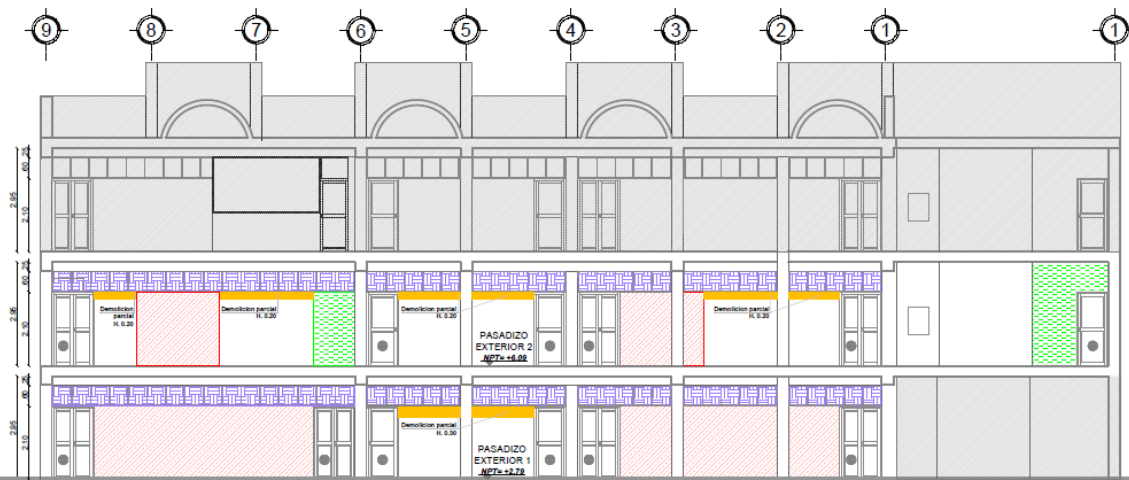 9 8 7 6 5 4 3 2 1 1
.25
.60
2.95
2.10
.25
.60
2.95
2.10
Demolicion
parcial
H. 0.20
Demolicion parcial
H. 0.20
Demolicion parcial
H. 0.20
Demolicion parcial
H. 0.20
PASADIZO
EXTERIOR 2
NPT= +6.09
.25
.60
2.95
2.10
Demolicion parcial
H. 0.30
PASADIZO
EXTERIOR 1
NPT= +2.79